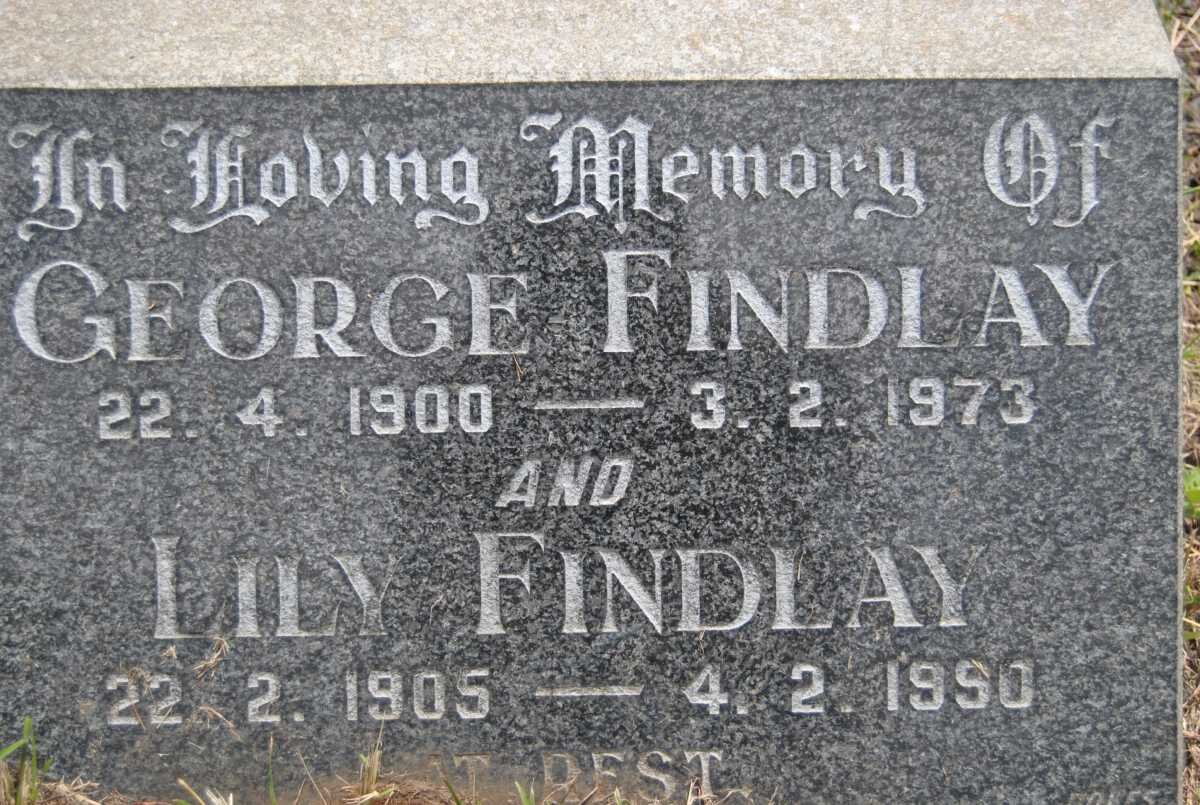 In Loving Memory Of
GEORGE FINDLAY
22. 4. 1900 — 3. 2. 1973
AND
LILY FINDLAY
22. 2. 1905 — 4. 2. 1990
AT REST